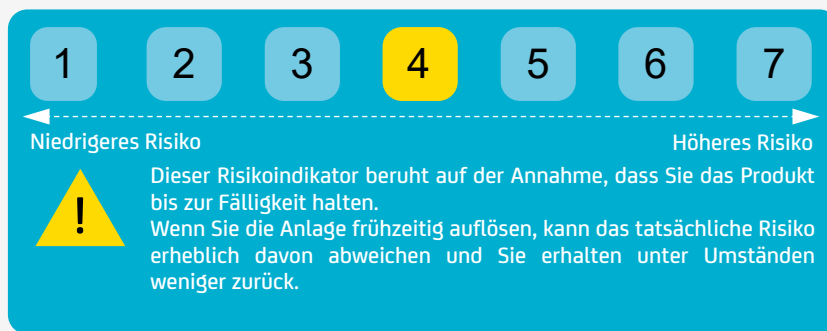 1 2 3 4 5 6 7
Niedrigeres Risiko Höheres Risiko
!
Dieser Risikoindikator beruht auf der Annahme, dass Sie das Produkt
bis zur Fälligkeit halten.
Wenn Sie die Anlage frühzeitig auflösen, kann das tatsächliche Risiko
erheblich davon abweichen und Sie erhalten unter Umständen
weniger zurück.